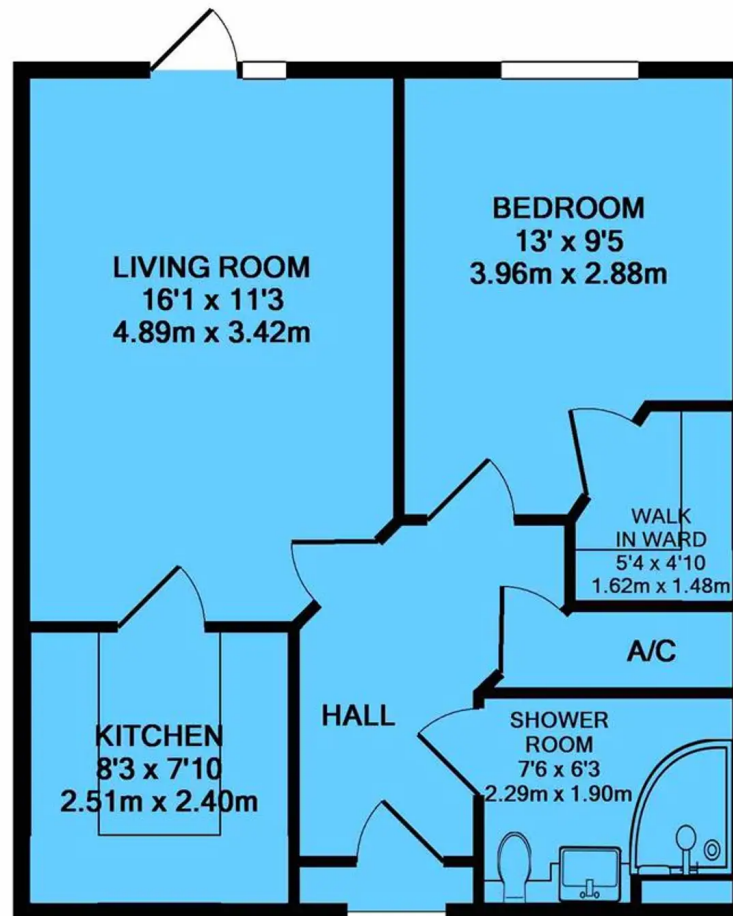 LIVING ROOM
16'1 x 11'3
4.89m x 3.42m
BEDROOM
13' x 9'5
3.96m x 2.88m
WALK
IN WARD
5'4 x 4'10
1.62m x 1.48m
A/C
HALL
KITCHEN
8'3 x 7'10
2.51m x 2.40m
SHOWER
ROOM
7'6 x 6'3
2.29m x 1.90m